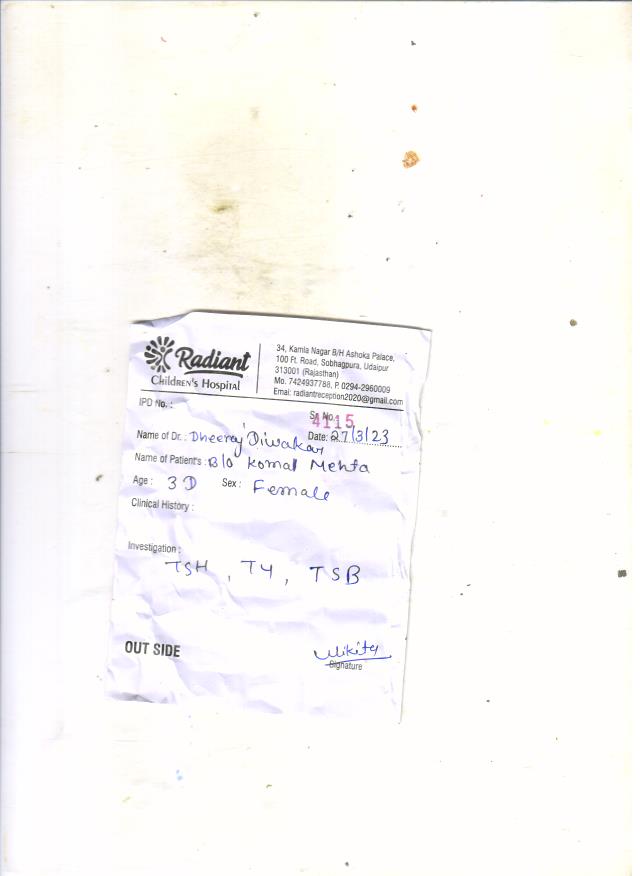 Radiant
Children's Hospital
34, Kamla Nagar B/H Ashoka Palace,
100 Ft. Road, Sobhagpura, Udaipur
313001 (Rajasthan)
Mo. 7424937788, P. 0294-2960009
Emai: radiantreception2020@gmail.com
IPD No. :
Sr. No.
4115
Name of Dr.: Dheeraj Diwakar Date: 27/3/23
Name of Patient's : B/O Komal Mehta
Age : 3 D Sex : Female
Clinical History :
Investigation :
TSH , T4 , TSB
OUT SIDE
Nikita
Signature